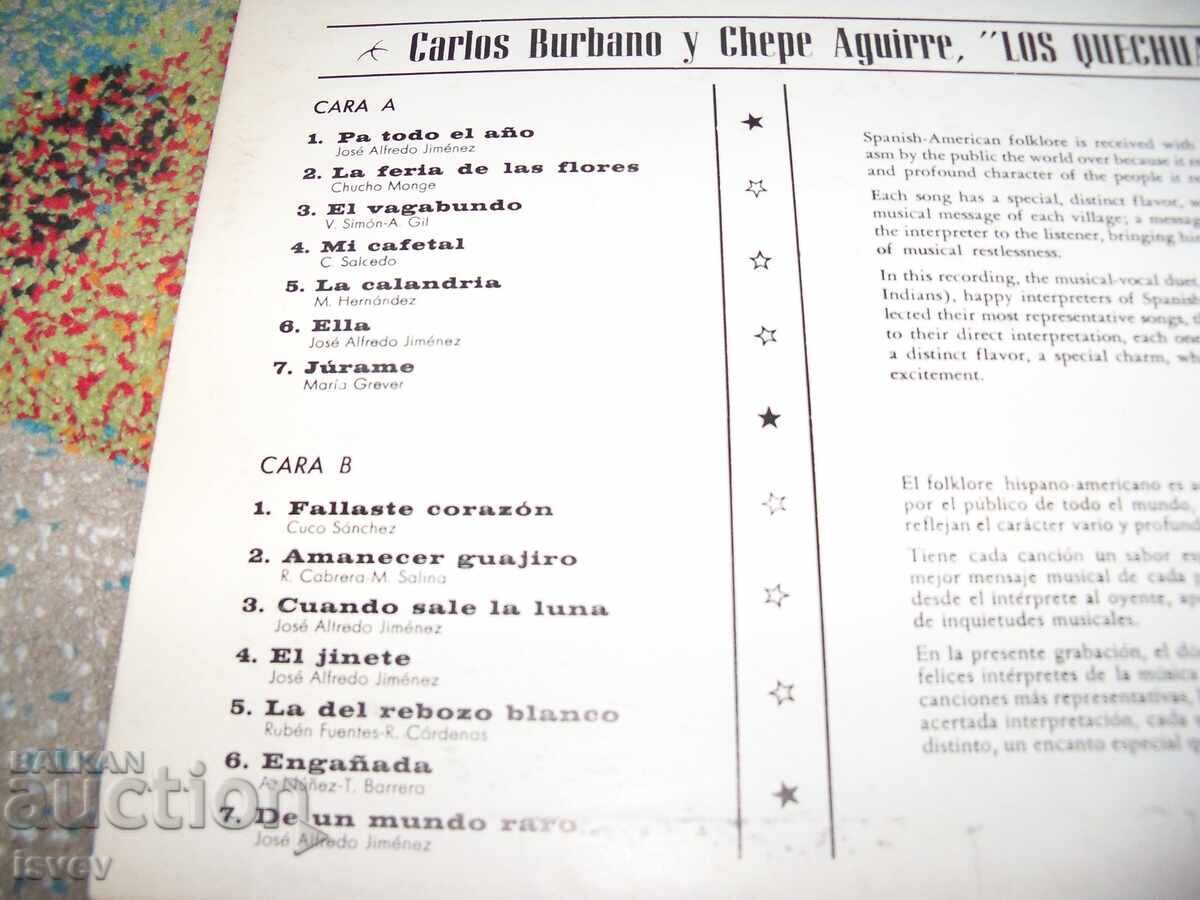 Carlos Burbano y Chepe Aguirre, "LOS QUECHUA
CARA A
1. Pa todo el año
José Alfredo Jiménez
2. La feria de las flores
Chucho Monge
3. El vagabundo
V. Simón-A. Gil
4. Mi cafetal
C. Salcedo
5. La calandria
M. Hernández
6. Ella
José Alfredo Jiménez
7. Júrame
María Grever
CARA B
1. Fallaste corazón
Cuco Sánchez
2. Amanecer guajiro
R. Cabrera-M. Salina
3. Cuando sale la luna
José Alfredo Jiménez
4. El jinete
José Alfredo Jiménez
5. La del rebozo blanco
Rubén Fuentes-R. Cárdenas
6. Engañada
A. Núñez-T. Barrera
7. De un mundo raro
José Alfredo Jiménez
Spanish-American folklore is received with
asm by the public the world over because it
and profound character of the people is
Each song has a special, distinct flavor,
musical message of each village; a
the interpreter to the listener, bringing
of musical restlessness.
In this recording, the musical-vocal duet
Indians), happy interpreters of Spanish
lected their most representative songs,
to their direct interpretation, each one
a distinct flavor, a special charm,
excitement.
El folklore hispano-americano es
por el público de todo el mundo,
reflejan el carácter vario y
Tiene cada canción un sabor
mejor mensaje musical de cada
desde el intérprete al oyente,
de inquietudes musicales.
En la presente grabación, el
felices intérpretes de la música
canciones más representativas,
acertada interpretación, cada
distinto, un encanto especial
BALKAN
auction
isvev